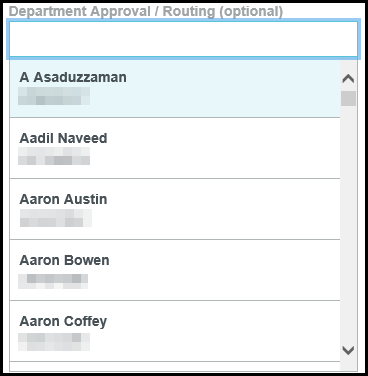 Department Approval / Routing (optional)
A Asaduzzaman
Aadil Naveed
Aaron Austin
Aaron Bowen
Aaron Coffey